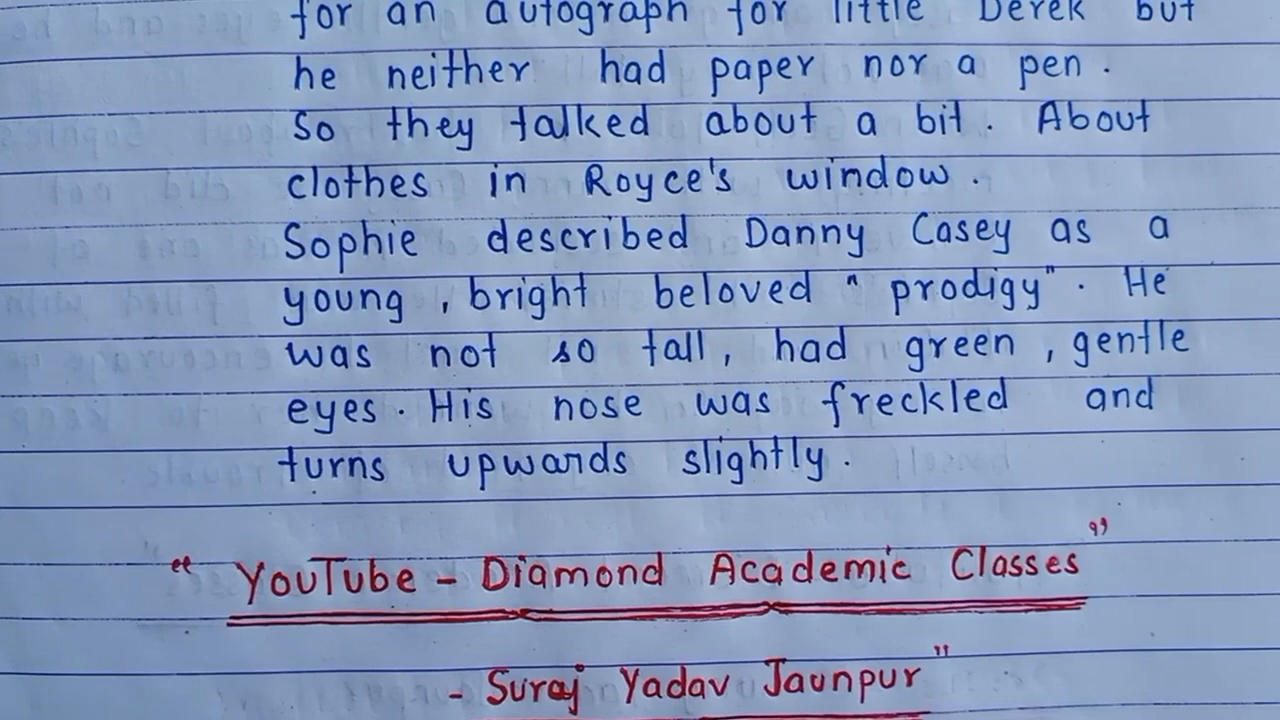 for an autograph for little Derek but
he neither had paper nor a pen.
So they talked about a bit. About
clothes in Royce's window.
Sophie described Danny Casey as a
young, bright beloved "prodigy". He
was not so tall, had green, gentle
eyes. His nose was freckled and
turns upwards slightly.
"YouTube - Diamond Academic Classes"
- Suraj Yadav Jaunpur"